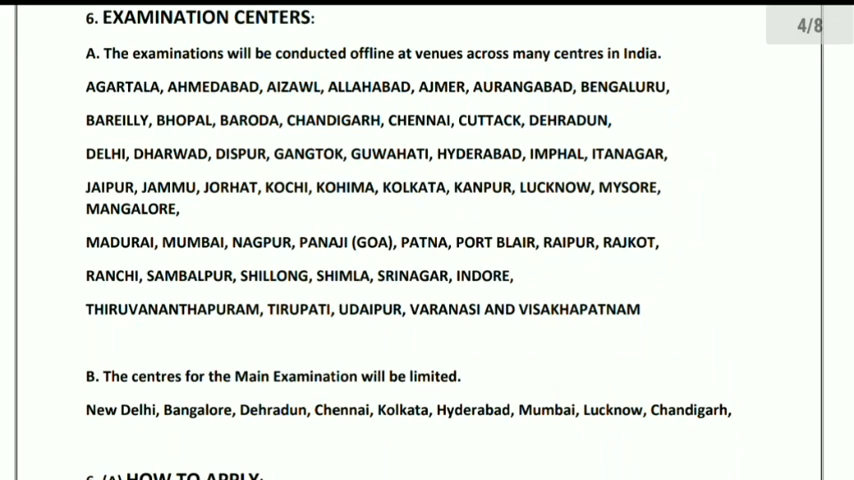 6. EXAMINATION CENTERS:
4/8
A. The examinations will be conducted offline at venues across many centres in India.
AGARTALA, AHMEDABAD, AIZAWL, ALLAHABAD, AJMER, AURANGABAD, BENGALURU,
BAREILLY, BHOPAL, BARODA, CHANDIGARH, CHENNAI, CUTTACK, DEHRADUN,
DELHI, DHARWAD, DISPUR, GANGTOK, GUWAHATI, HYDERABAD, IMPHAL, ITANAGAR,
JAIPUR, JAMMU, JORHAT, KOCHI, KOHIMA, KOLKATA, KANPUR, LUCKNOW, MYSORE,
MANGALORE,
MADURAI, MUMBAI, NAGPUR, PANAJI (GOA), PATNA, PORT BLAIR, RAIPUR, RAJKOT,
RANCHI, SAMBALPUR, SHILLONG, SHIMLA, SRINAGAR, INDORE,
THIRUVANANTHAPURAM, TIRUPATI, UDAIPUR, VARANASI AND VISAKHAPATNAM
B. The centres for the Main Examination will be limited.
New Delhi, Bangalore, Dehradun, Chennai, Kolkata, Hyderabad, Mumbai, Lucknow, Chandigarh,
6. (A) HOW TO APPLY: